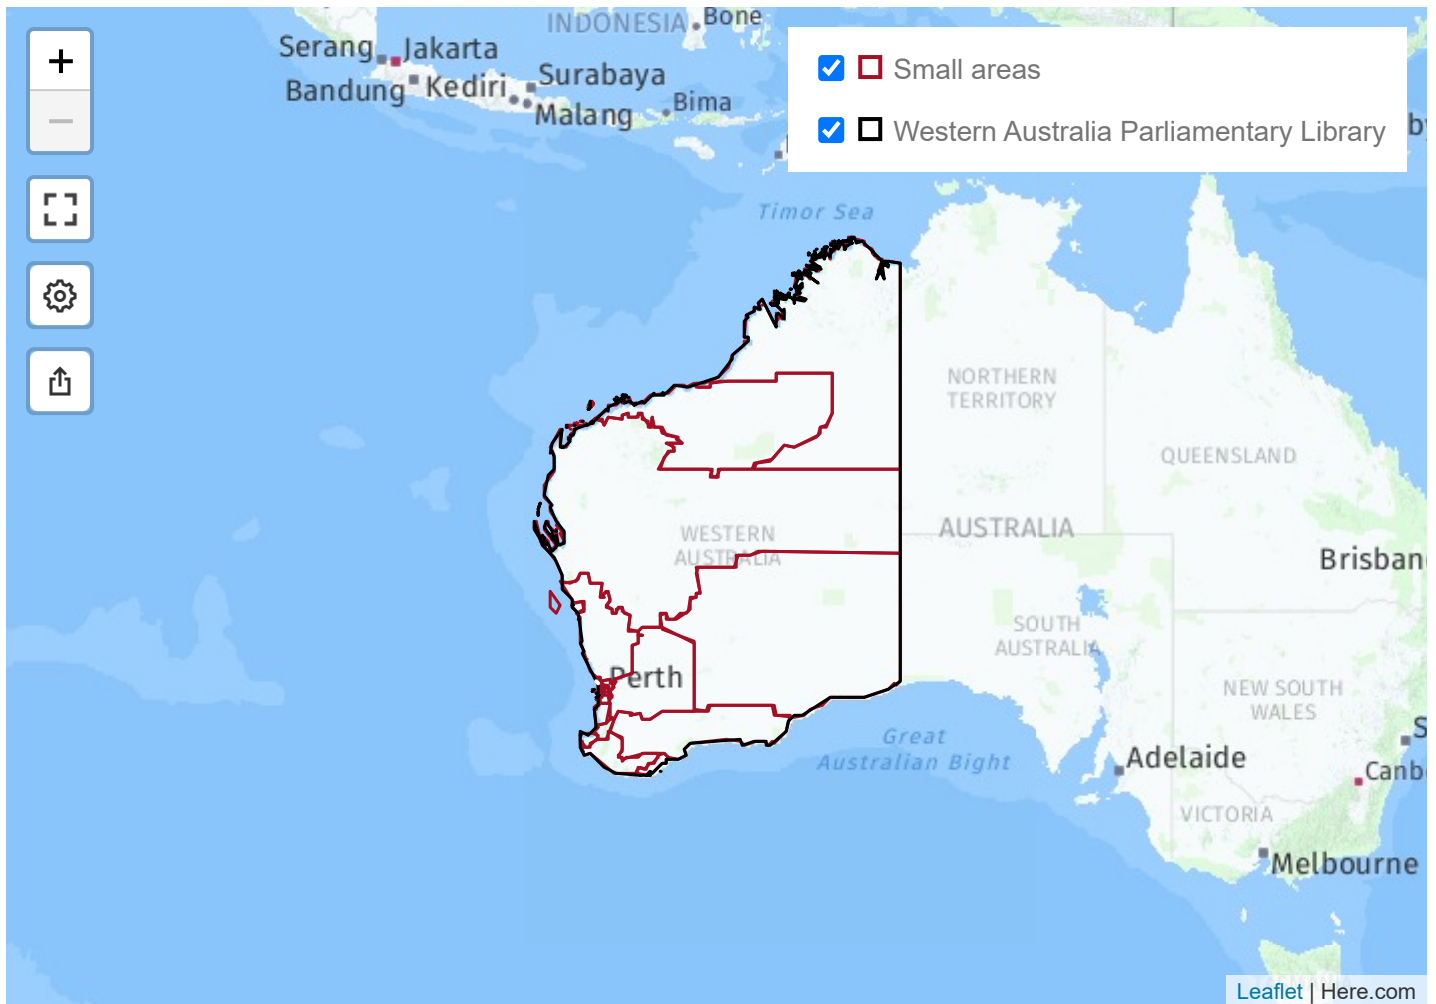 INDONESIA
Bone
Serang
Jakarta
Bandung
Kediri
Surabaya
Malang
Bima
Small areas
Western Australia Parliamentary Library
Timor Sea
NORTHERN
TERRITORY
QUEENSLAND
WESTERN
AUSTRALIA
AUSTRALIA
Brisban
SOUTH
AUSTRALIA
Perth
NEW SOUTH
WALES
Great
Australian Bight
Adelaide
Canb
VICTORIA
Melbourne
Leaflet | Here.com